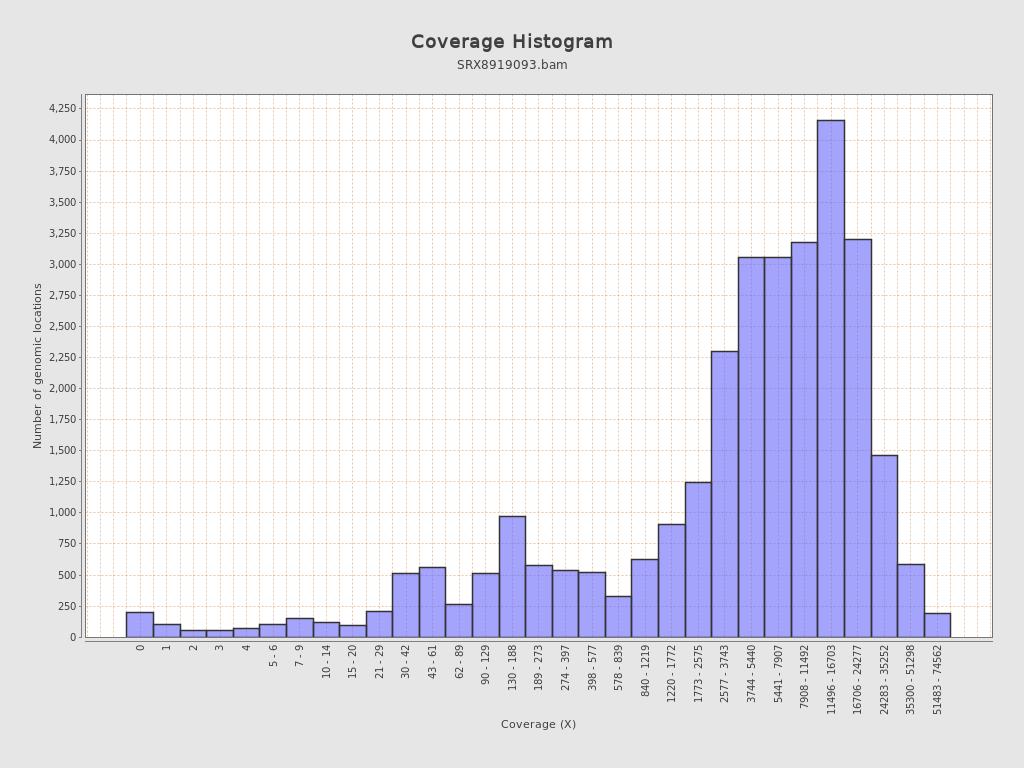 Coverage Histogram
SRX8919093.bam
Number of genomic locations
4,250
4,000
3,750
3,500
3,250
3,000
2,750
2,500
2,250
2,000
1,750
1,500
1,250
1,000
750
500
250
0
0
1
2
3
4
5 - 6
7 - 9
10 - 14
15 - 20
21 - 29
30 - 42
43 - 61
62 - 89
90 - 129
130 - 188
189 - 273
274 - 397
398 - 577
578 - 839
840 - 1219
1220 - 1772
1773 - 2575
2577 - 3743
3744 - 5440
5441 - 7907
7908 - 11492
11496 - 16703
16706 - 24277
24283 - 35252
35300 - 51298
51483 - 74562
Coverage (X)